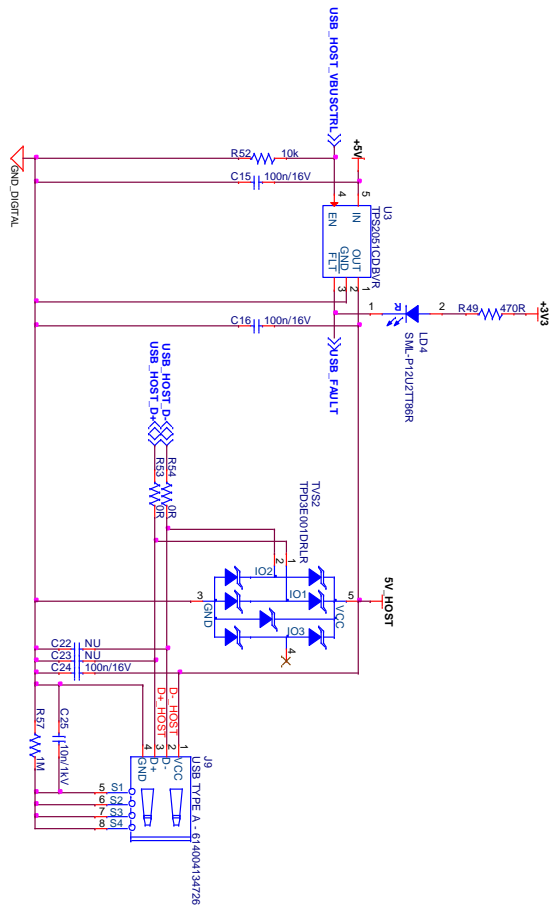 USB_HOST_VBUSCTRL
+5V
R52
10k
C15
100n/16V
GND_DIGITAL
U3
TPS2051CDBVR
5
IN
4
EN
OUT
1
GND
2
FLT
3
C16
100n/16V
USB_FAULT
1
R
2
LD4
SML-P12U2TT86R
R49
470R
+3V3
USB_HOST_D-
USB_HOST_D+
R54
0R
R53
0R
TVS2
TPD3E001DRLR
IO2
2
1
IO1
3
GND
VCC
5
IO3
4
5V_HOST
C22
NU
C23
NU
C24
100n/16V
C25
10n/1kV
R57
1M
D-_HOST
D+_HOST
J9
USB TYPE A - 614004134726
1
VCC
2
D-
3
D+
4
GND
5
S1
6
S2
7
S3
8
S4